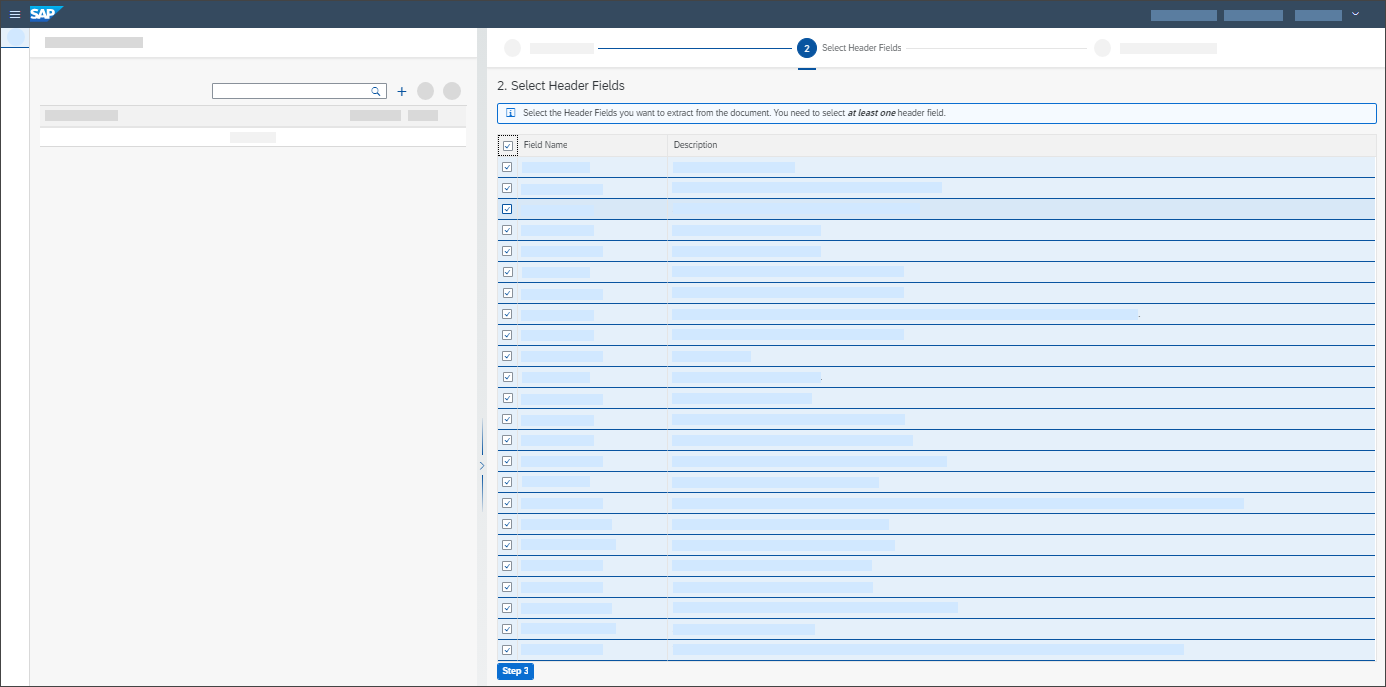 SAP
2 Select Header Fields
2. Select Header Fields
Select the Header Fields you want to extract from the document. You need to select at least one header field.
Field Name Description
Step 3